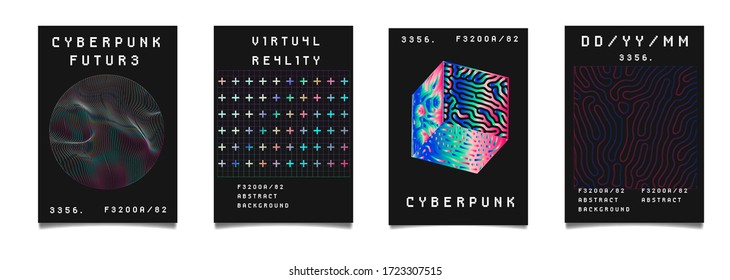 CYBERPUNK
FUTUR3
3356. F3200A/82
V1RTU4L
RE4L1TY
F3200A/82
ABSTRACT
BACKGROUND
3356. F3200A/82
CYBERPUNK
DD/YY/MM
3356.
F3200A/82 F3200A/82
ABSTRACT ABSTRACT
BACKGROUND
shutterstock.com · 1723307515